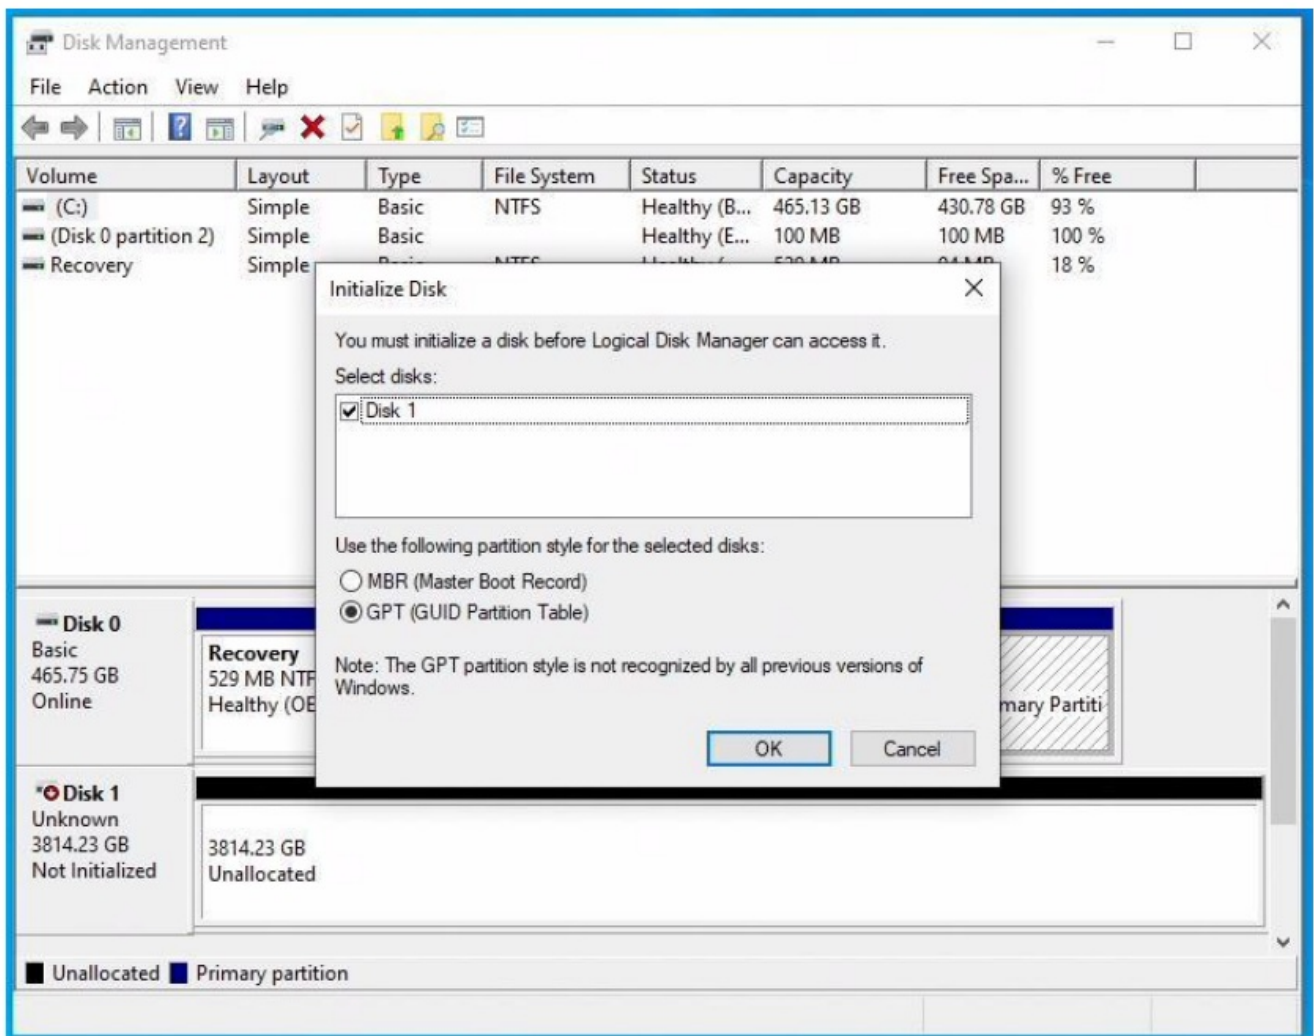 Disk Management
File Action View Help
Volume Layout Type File System Status Capacity Free Spa... % Free
(C:) Simple Basic NTFS Healthy (B... 465.13 GB 430.78 GB 93 %
(Disk 0 partition 2) Simple Basic Healthy (E... 100 MB 100 MB 100 %
Recovery Simple 18 %
Initialize Disk
You must initialize a disk before Logical Disk Manager can access it.
Select disks:
Disk 1
Use the following partition style for the selected disks:
MBR (Master Boot Record)
GPT (GUID Partition Table)
Note: The GPT partition style is not recognized by all previous versions of
Windows.
OK Cancel
Disk 0
Basic
465.75 GB
Online
Recovery
529 MB NTF
Healthy (OE
mary Partiti
Disk 1
Unknown
3814.23 GB
Not Initialized
3814.23 GB
Unallocated
Unallocated Primary partition